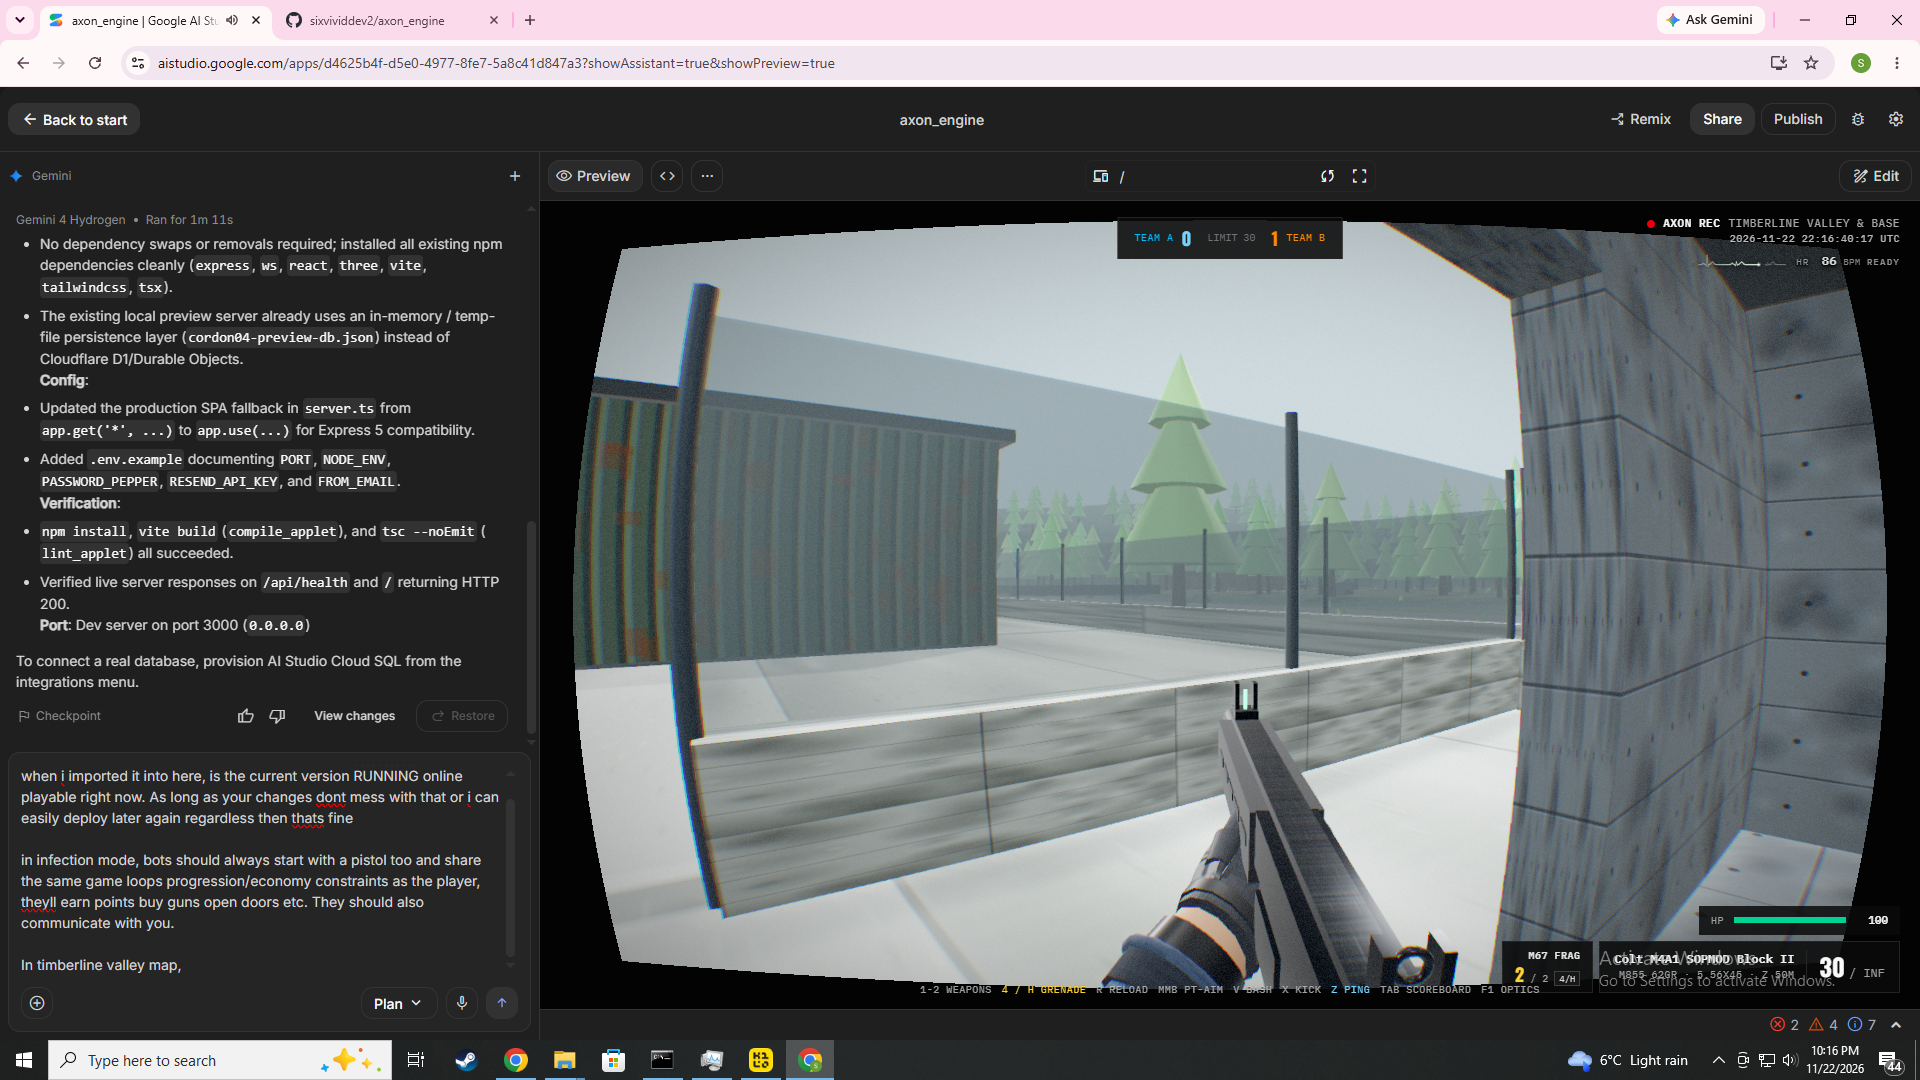 axon_engine | Google AI Stu
sixvividdev2/axon_engine
Ask Gemini
aistudio.google.com/apps/d4625b4f-d5e0-4977-8fe7-5a8c41d847a3?showAssistant=true&showPreview=true
S
Back to start
axon_engine
Remix
Share
Publish
Gemini
Preview
/
Edit
Gemini 4 Hydrogen • Ran for 1m 11s
• No dependency swaps or removals required; installed all existing npm
dependencies cleanly (express, ws, react, three, vite,
tailwindcss, tsx).
• The existing local preview server already uses an in-memory / temp-
file persistence layer (cordon04-preview-db.json) instead of
Cloudflare D1/Durable Objects.
Config:
• Updated the production SPA fallback in server.ts from
app.get('*', ...) to app.use(...) for Express 5 compatibility.
• Added .env.example documenting PORT, NODE_ENV,
PASSWORD_PEPPER, RESEND_API_KEY, and FROM_EMAIL.
Verification:
• npm install, vite build (compile_applet), and tsc --noEmit (
lint_applet) all succeeded.
• Verified live server responses on /api/health and / returning HTTP
200.
Port: Dev server on port 3000 (0.0.0.0)
To connect a real database, provision AI Studio Cloud SQL from the
integrations menu.
Checkpoint
View changes
Restore
when i imported it into here, is the current version RUNNING online
playable right now. As long as your changes dont mess with that or i can
easily deploy later again regardless then thats fine
in infection mode, bots should always start with a pistol too and share
the same game loops progression/economy constraints as the player,
theyll earn points buy guns open doors etc. They should also
communicate with you.
In timberline valley map,
Plan
TEAM A 0 LIMIT 30 1 TEAM B
AXON REC TIMBERLINE VALLEY & BASE
2026-11-22 22:16:40:17 UTC
HR 86 BPM READY
HP 100
M67 FRAG
2 / 2 4/H
Colt M4A1 SOPMOD Block II
M855 62GR · 5.56X45 · Z 50M
30 / INF
Activate Windows
Go to Settings to activate Windows.
1-2 WEAPONS 4 / H GRENADE R RELOAD MMB PT-AIM V BASH X KICK Z PING TAB SCOREBOARD F1 OPTICS
2 4 7
Type here to search
6°C Light rain
10:16 PM
11/22/2026
44